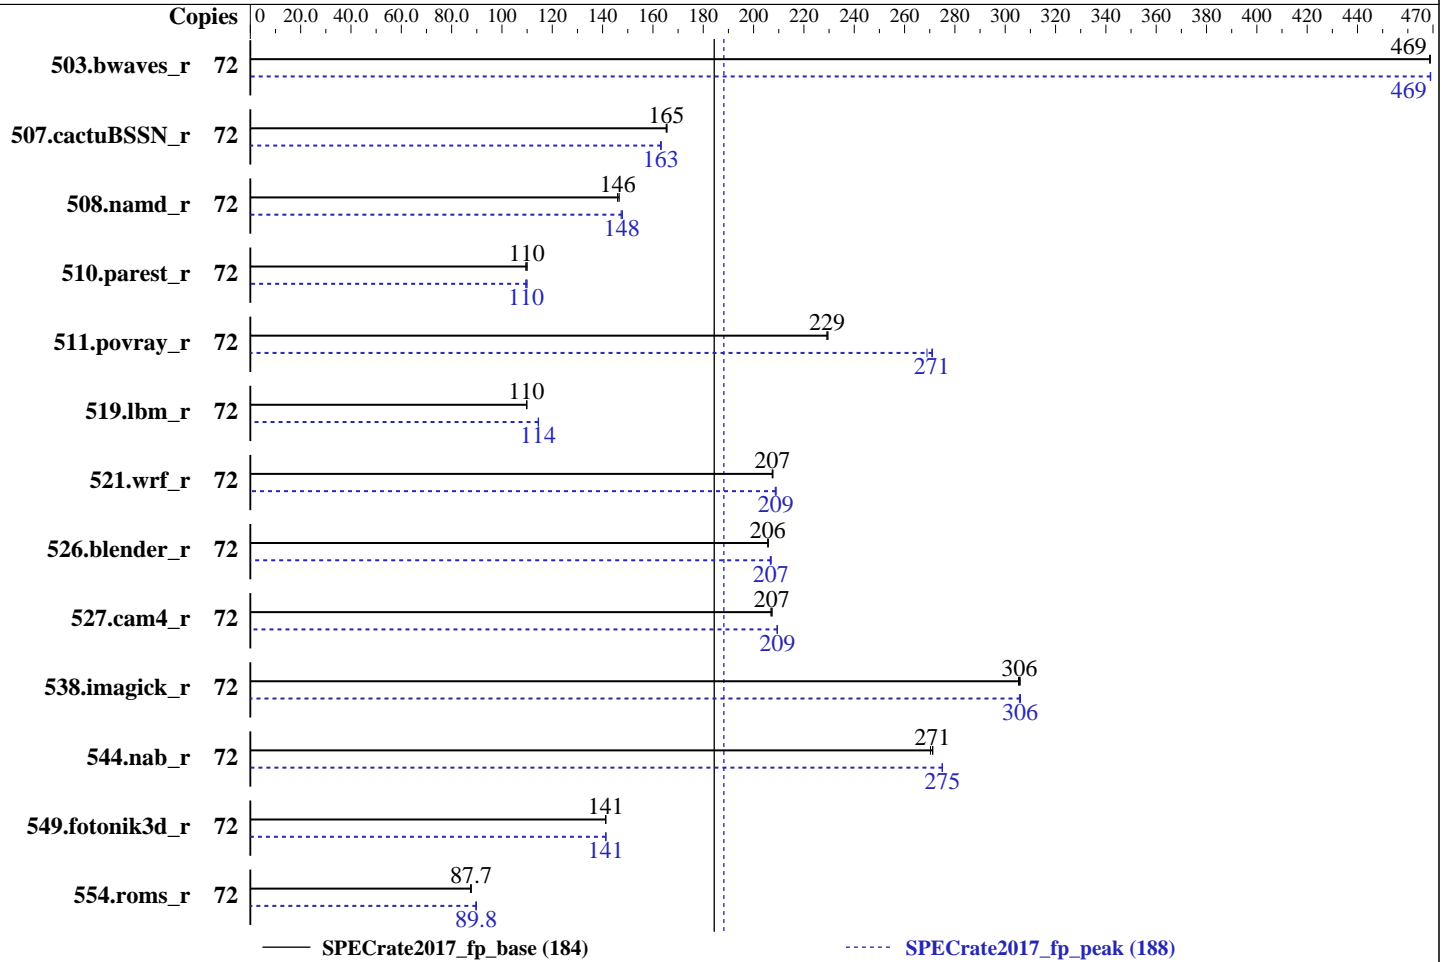 Copies 0 20.0 40.0 60.0 80.0 100 120 140 160 180 200 220 240 260 280 300 320 340 360 380 400 420 440 470
503.bwaves_r 72 469
469
507.cactuBSSN_r 72 165
163
508.namd_r 72 146
148
510.parest_r 72 110
110
511.povray_r 72 229
271
519.lbm_r 72 110
114
521.wrf_r 72 207
209
526.blender_r 72 206
207
527.cam4_r 72 207
209
538.imagick_r 72 306
306
544.nab_r 72 271
275
549.fotonik3d_r 72 141
141
554.roms_r 72 87.7
89.8
SPECrate2017_fp_base (184) SPECrate2017_fp_peak (188)